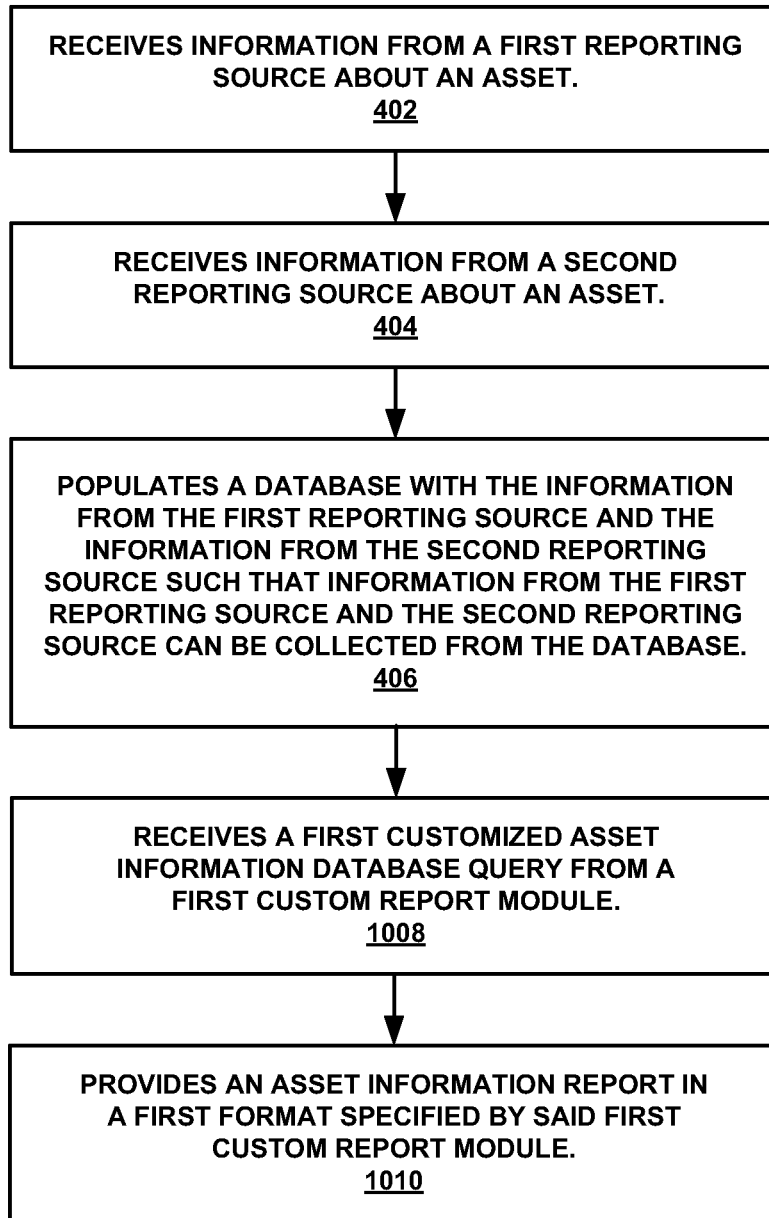 RECEIVES INFORMATION FROM A FIRST REPORTING
SOURCE ABOUT AN ASSET.
402
RECEIVES INFORMATION FROM A SECOND
REPORTING SOURCE ABOUT AN ASSET.
404
POPULATES A DATABASE WITH THE INFORMATION
FROM THE FIRST REPORTING SOURCE AND THE
INFORMATION FROM THE SECOND REPORTING
SOURCE SUCH THAT INFORMATION FROM THE FIRST
REPORTING SOURCE AND THE SECOND REPORTING
SOURCE CAN BE COLLECTED FROM THE DATABASE.
406
RECEIVES A FIRST CUSTOMIZED ASSET
INFORMATION DATABASE QUERY FROM A
FIRST CUSTOM REPORT MODULE.
1008
PROVIDES AN ASSET INFORMATION REPORT IN
A FIRST FORMAT SPECIFIED BY SAID FIRST
CUSTOM REPORT MODULE.
1010